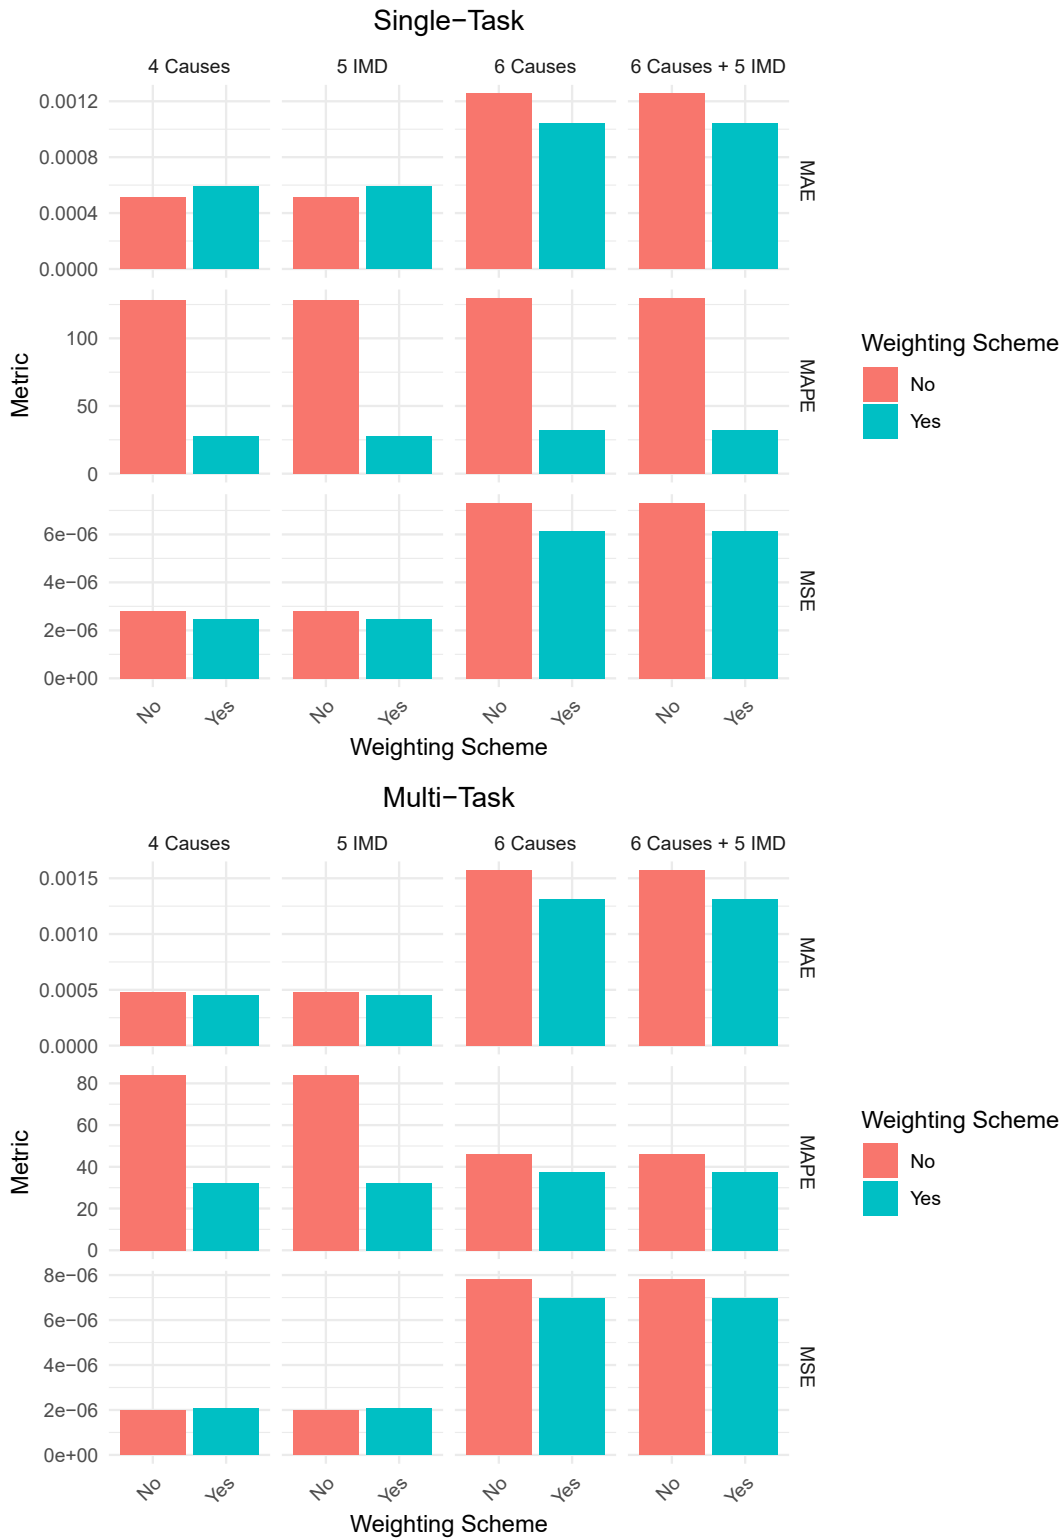 Single−Task
4 Causes
5 IMD
6 Causes
6 Causes + 5 IMD
0.0012
0.0008
0.0004
0.0000
MAE
100
50
0
MAPE
6e−06
4e−06
2e−06
0e+00
MSE
Metric
No
Yes
No
Yes
No
Yes
No
Yes
Weighting Scheme
Weighting Scheme
No
Yes
Multi−Task
4 Causes
5 IMD
6 Causes
6 Causes + 5 IMD
0.0015
0.0010
0.0005
0.0000
MAE
80
60
40
20
0
MAPE
8e−06
6e−06
4e−06
2e−06
0e+00
MSE
Metric
No
Yes
No
Yes
No
Yes
No
Yes
Weighting Scheme
Weighting Scheme
No
Yes